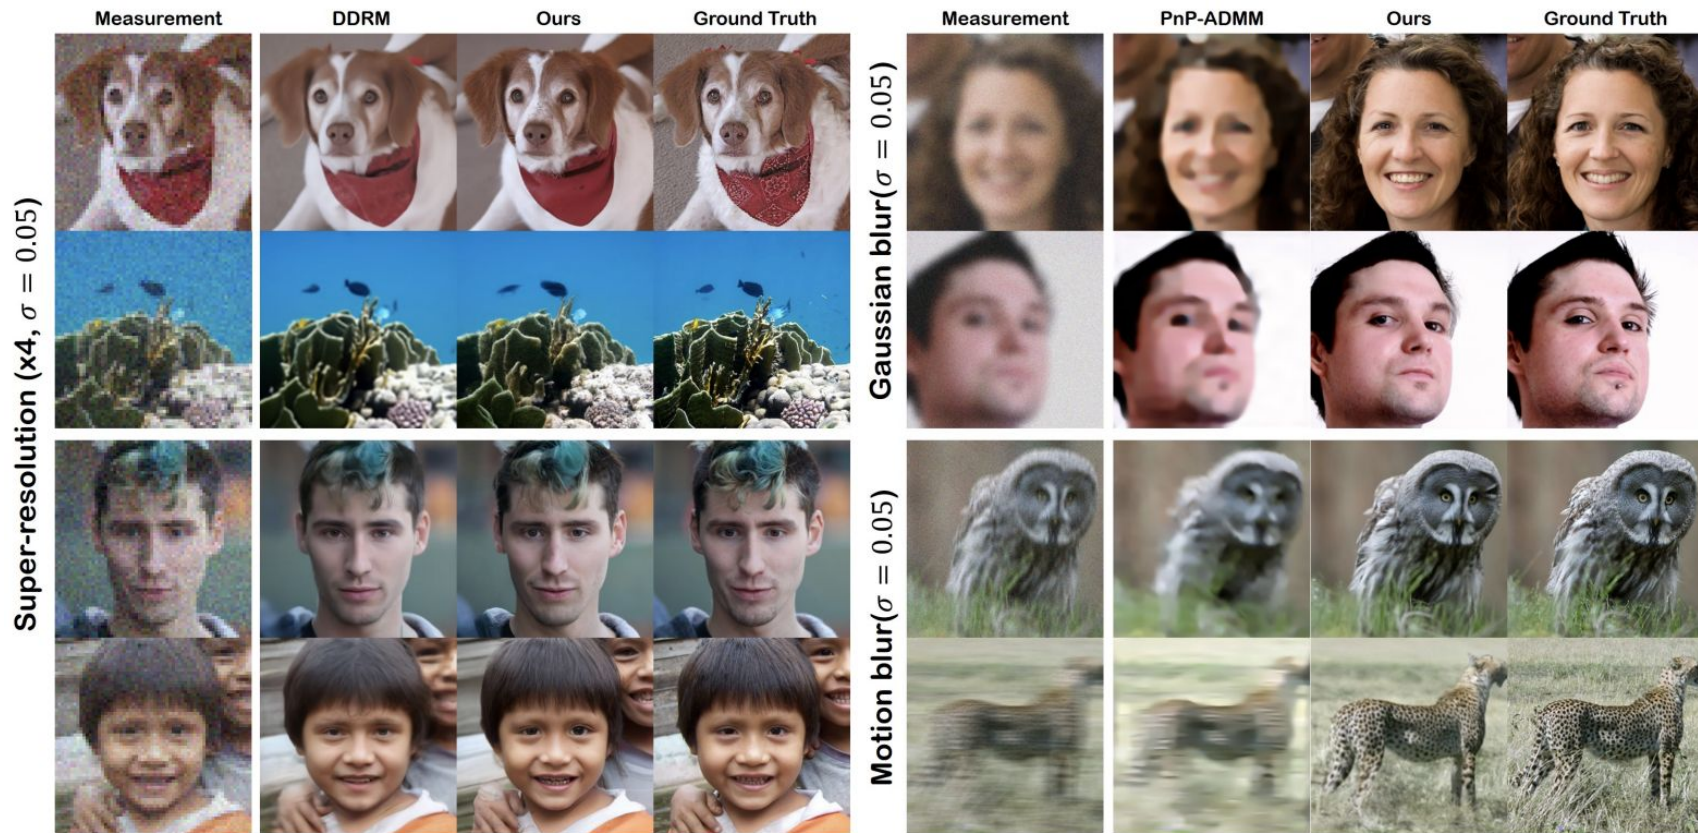 Measurement DDRM Ours Ground Truth
Super-resolution (x4, σ = 0.05)
Measurement PnP-ADMM Ours Ground Truth
Gaussian blur(σ = 0.05)
Motion blur(σ = 0.05)